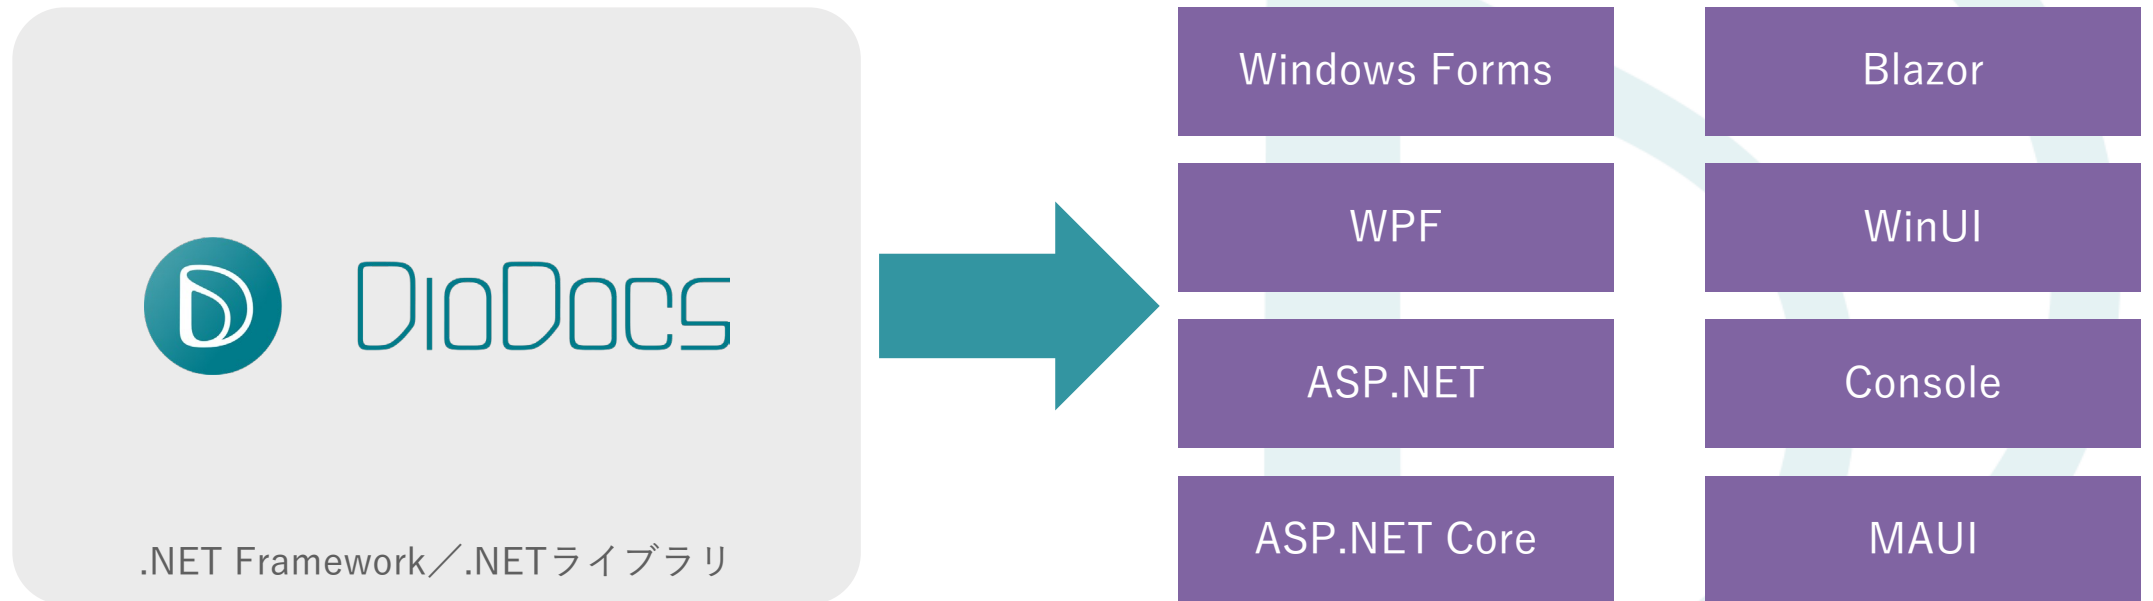 DioDocs
.NET Framework／.NETライブラリ
Windows Forms
Blazor
WPF
WinUI
ASP.NET
Console
ASP.NET Core
MAUI